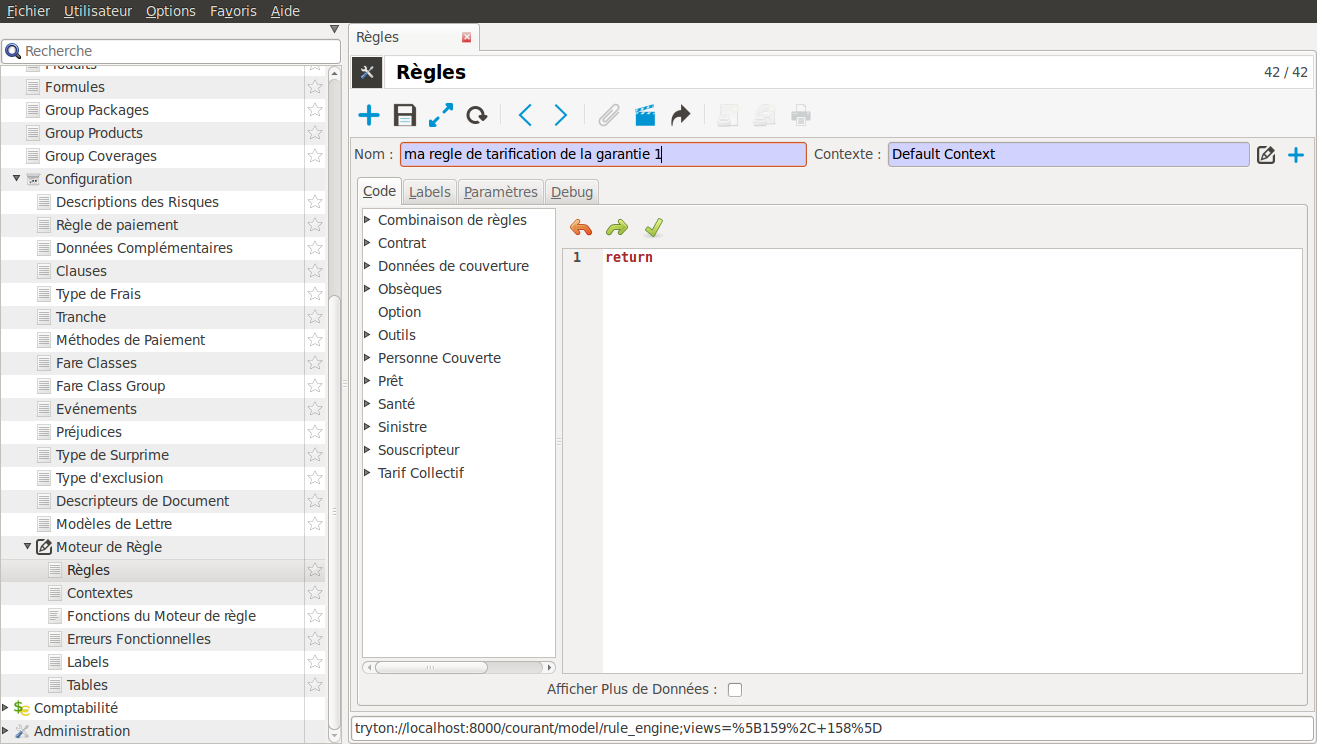 Fichier Utilisateur Options Favoris Aide
Recherche
Produits
Formules
Group Packages
Group Products
Group Coverages
Configuration
Descriptions des Risques
Règle de paiement
Données Complémentaires
Clauses
Type de Frais
Tranche
Méthodes de Paiement
Fare Classes
Fare Class Group
Evénements
Préjudices
Type de Surprime
Type d'exclusion
Descripteurs de Document
Modèles de Lettre
Moteur de Règle
Règles
Contextes
Fonctions du Moteur de règle
Erreurs Fonctionnelles
Labels
Tables
Comptabilité
Administration
Règles
Règles 42 / 42
Nom : ma regle de tarification de la garantie 1 Contexte : Default Context
Code Labels Paramètres Debug
Combinaison de règles
Contrat
Données de couverture
Obsèques
Option
Outils
Personne Couverte
Prêt
Santé
Sinistre
Souscripteur
Tarif Collectif
1 return
Afficher Plus de Données :
tryton://localhost:8000/courant/model/rule_engine;views=%5B159%2C+158%5D